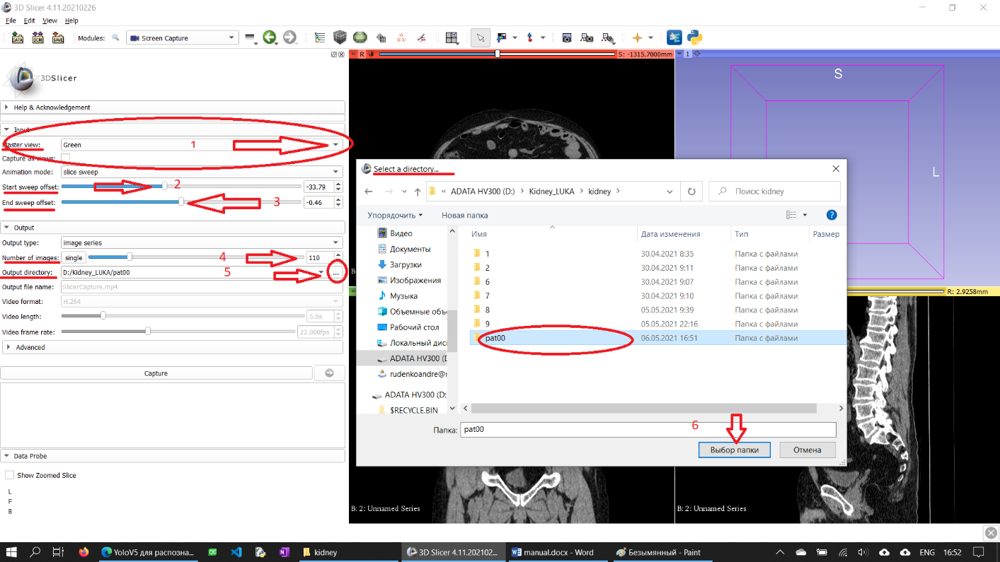 3D Slicer 4.11.20210226
File Edit View Help
DATA DCM SAVE Modules: Screen Capture
R S: -1315.7000mm 1
3DSlicer
Help & Acknowledgement
Input
Master view: Green 1
Capture all views:
Animation mode: slice sweep
Start sweep offset: 2 -33.79
End sweep offset: 3 -0.46
Output
Output type: image series
Number of images: single 4 110
Output directory: D:/Kidney_LUKA/pat00 5 ...
Output file name: SlicerCapture.mp4
Video format: H.264
Video length: 5.0s
Video frame rate: 22.000fps
Advanced
Capture
Data Probe
Show Zoomed Slice
L
F
B
S
L
R: 2.9258mm
Select a directory...
« ADATA HV300 (D:) > Kidney_LUKA > kidney > Поиск: kidney
Упорядочить Новая папка
Видео
Документы
Загрузки
Изображения
Музыка
Объемные объе
Рабочий стол
Локальный дис
ADATA HV300 (D
rudenkoandre@r
ADATA HV300 (D:
$RECYCLE.BIN
Имя Дата изменения Тип Размер
1 30.04.2021 8:35 Папка с файлами
2 30.04.2021 9:11 Папка с файлами
6 30.04.2021 9:07 Папка с файлами
7 30.04.2021 9:10 Папка с файлами
8 05.05.2021 9:39 Папка с файлами
9 05.05.2021 22:16 Папка с файлами
pat00 06.05.2021 16:51 Папка с файлами
Папка: pat00
6
Выбор папки Отмена
B: 2: Unnamed Series
B: 2: Unnamed Series
YoloV5 для распозна... QC kidney 3D Slicer 4.11.202102... manual.docx - Word Безымянный - Paint ENG 16:52